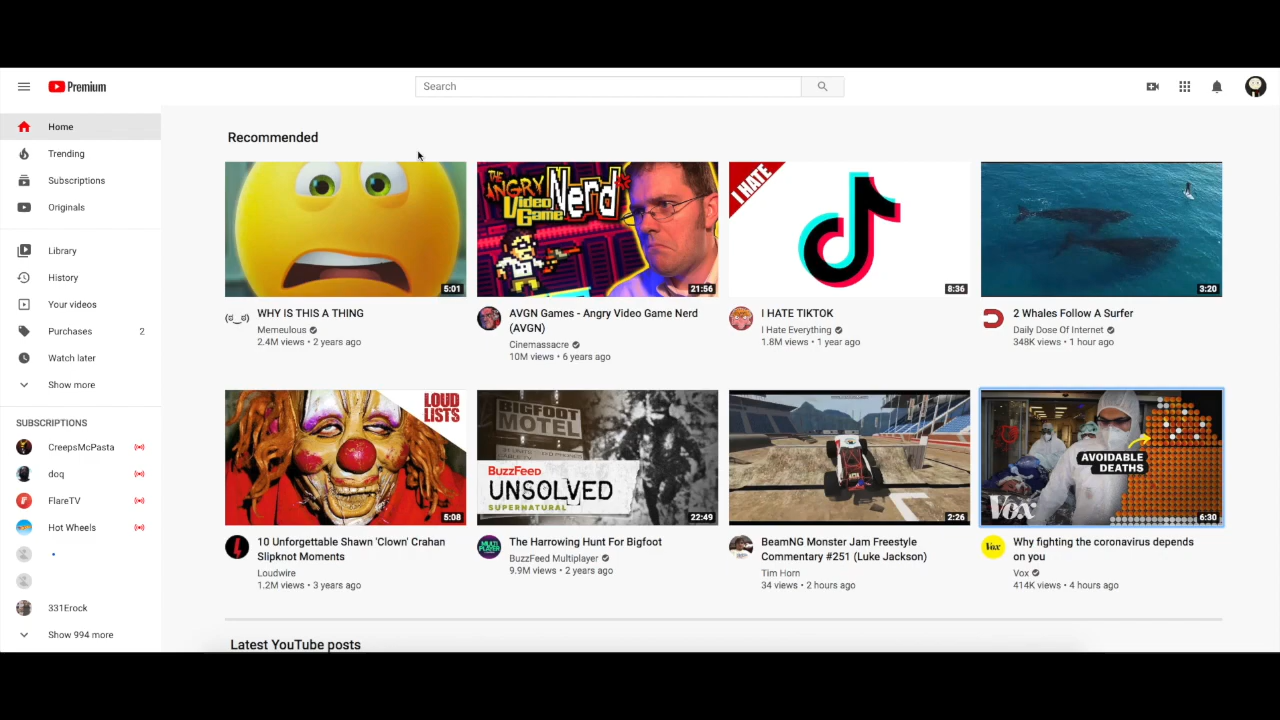 Premium
Search
Home
Trending
Subscriptions
Originals
Library
History
Your videos
Purchases 2
Watch later
Show more
SUBSCRIPTIONS
CreepsMcPasta
doq
FlareTV
Hot Wheels
331Erock
Show 994 more
Recommended
5:01
WHY IS THIS A THING
Memeulous
2.4M views • 2 years ago
THE
ANGRY
Video
Game
Nerd
21:56
AVGN Games - Angry Video Game Nerd
(AVGN)
Cinemassacre
10M views • 6 years ago
I HATE
8:36
I HATE TIKTOK
I Hate Everything
1.8M views • 1 year ago
3:20
2 Whales Follow A Surfer
Daily Dose Of Internet
348K views • 1 hour ago
LOUD
LISTS
5:08
10 Unforgettable Shawn 'Clown' Crahan
Slipknot Moments
Loudwire
1.2M views • 3 years ago
BIGFOOT
MOTEL
BUZZFEED
UNSOLVED
SUPERNATURAL
22:49
MULTI
PLAYER
The Harrowing Hunt For Bigfoot
BuzzFeed Multiplayer
9.9M views • 2 years ago
2:26
BeamNG Monster Jam Freestyle
Commentary #251 (Luke Jackson)
Tim Horn
34 views • 2 hours ago
AVOIDABLE
DEATHS
Vox
6:30
Vox
Why fighting the coronavirus depends
on you
Vox
414K views • 4 hours ago
Latest YouTube posts